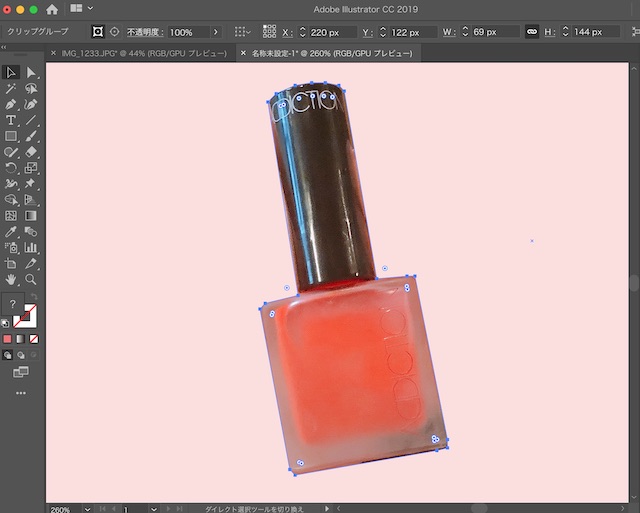 Adobe Illustrator CC 2019
クリップグループ
不透明度: 100%
X: 220 px
Y: 122 px
W: 69 px
H: 144 px
× IMG_1233.JPG* @ 44% (RGB/GPU プレビュー)
× 名称未設定-1* @ 260% (RGB/GPU プレビュー)
T
?
260%
1
ダイレクト選択ツールを切り換え